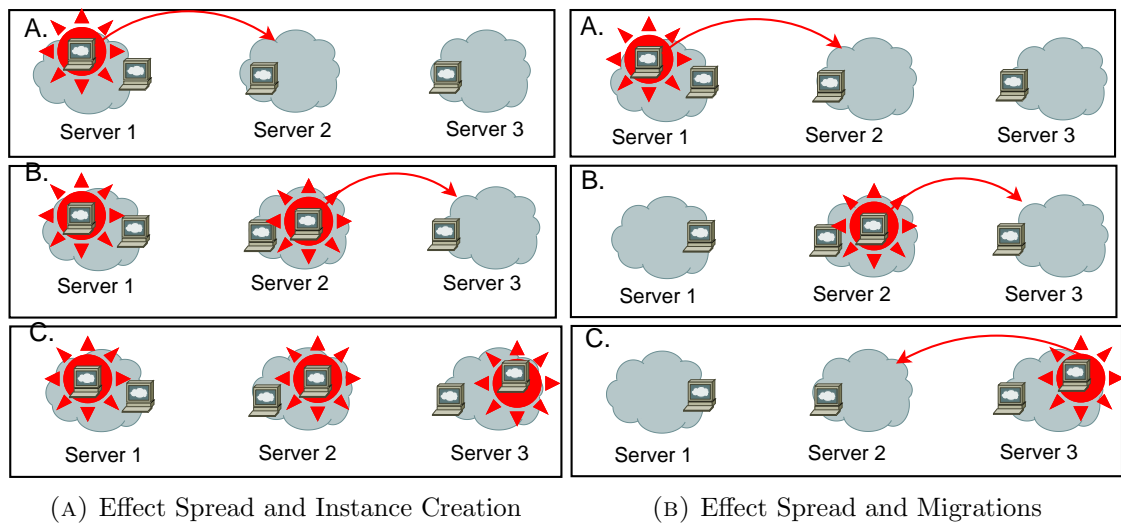 A.
Server 1 Server 2 Server 3
B.
Server 1 Server 2 Server 3
C.
Server 1 Server 2 Server 3
(A) Effect Spread and Instance Creation
A.
Server 1 Server 2 Server 3
B.
Server 1 Server 2 Server 3
C.
Server 1 Server 2 Server 3
(B) Effect Spread and Migrations